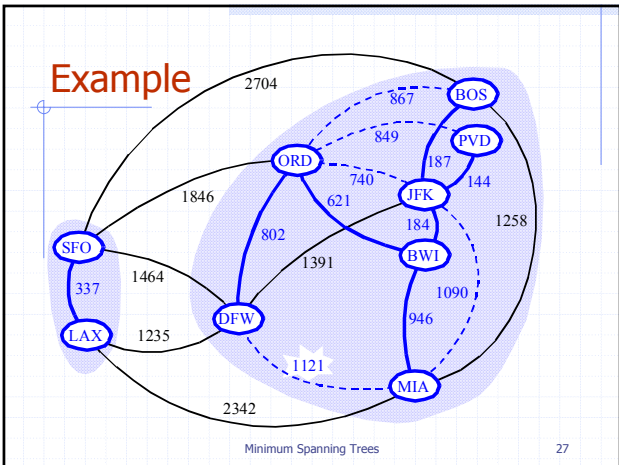 Example
2704
867
BOS
849
PVD
ORD
187
740
144
1846
621
JFK
184
1258
SFO
802
BWI
1391
1464
337
1090
DFW
946
LAX
1235
1121
MIA
2342
Minimum Spanning Trees
27